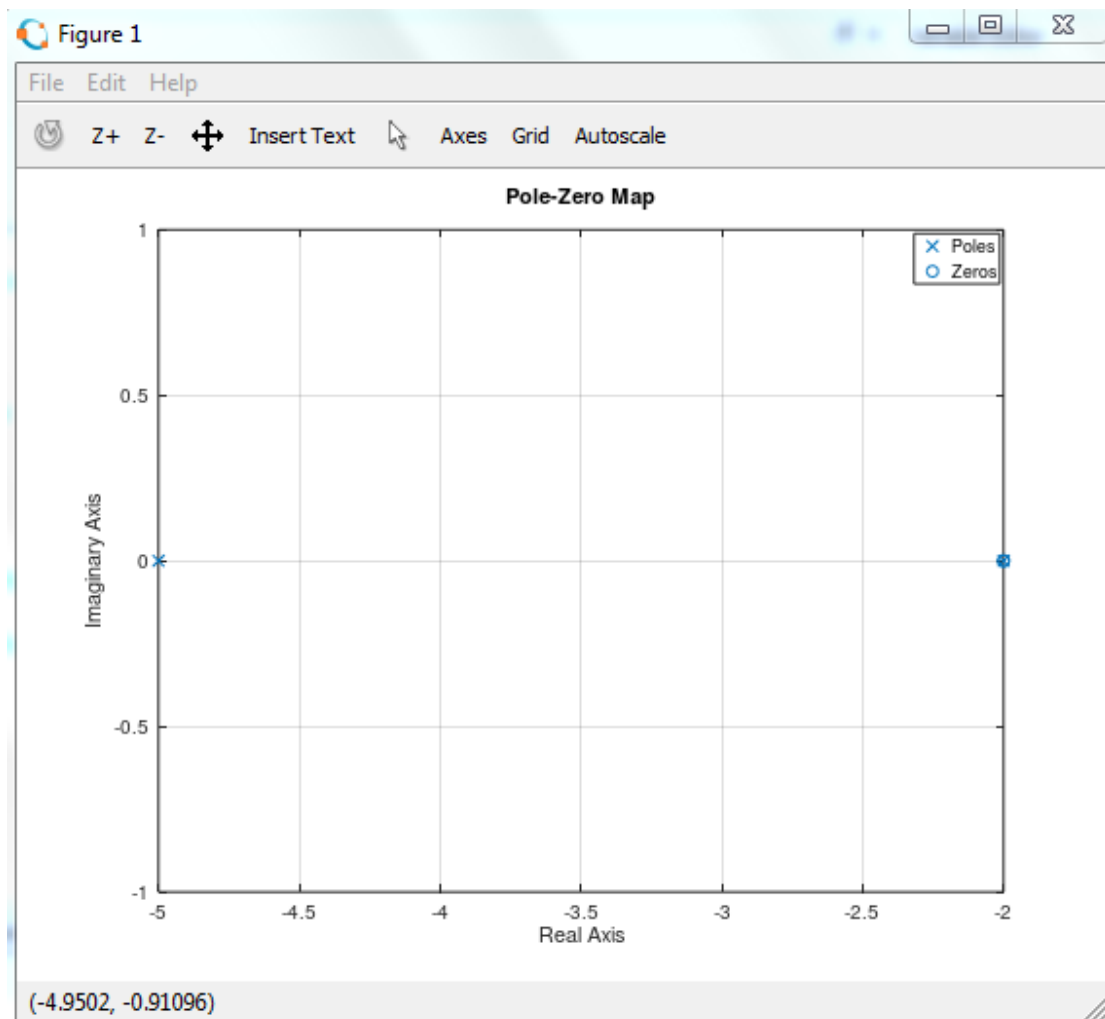 Figure 1
File Edit Help
Z+ Z- Insert Text Axes Grid Autoscale
Pole-Zero Map
Poles
Zeros
1
0.5
0
-0.5
-1
Imaginary Axis
-5 -4.5 -4 -3.5 -3 -2.5 -2
Real Axis
(-4.9502, -0.91096)